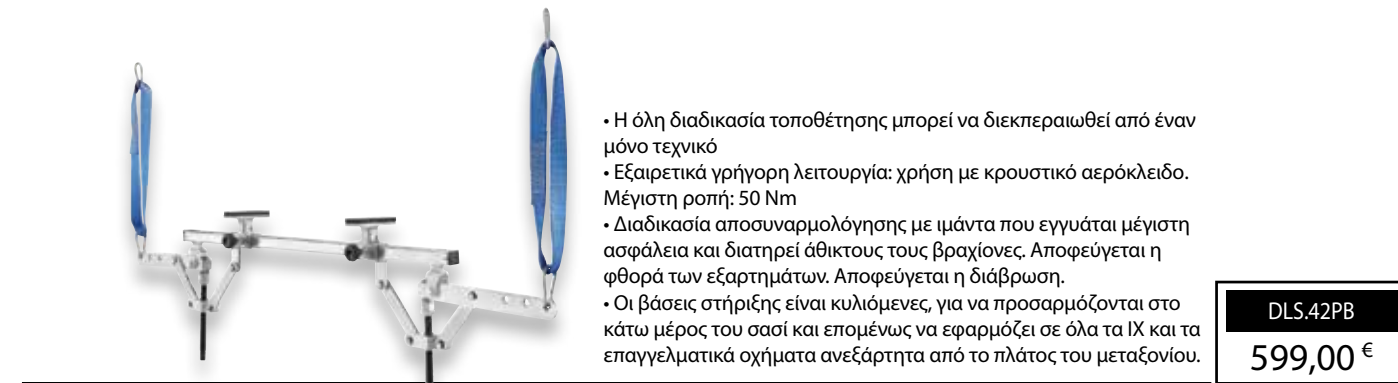 • Η όλη διαδικασία τοποθέτησης μπορεί να διεκπεραιωθεί από έναν
μόνο τεχνικό
• Εξαιρετικά γρήγορη λειτουργία: χρήση με κρουστικό αερόκλειδο.
Μέγιστη ροπή: 50 Nm
• Διαδικασία αποσυναρμολόγησης με ιμάντα που εγγυάται μέγιστη
ασφάλεια και διατηρεί άθικτους τους βραχίονες. Αποφεύγεται η
φθορά των εξαρτημάτων. Αποφεύγεται η διάβρωση.
• Οι βάσεις στήριξης είναι κυλιόμενες, για να προσαρμόζονται στο
κάτω μέρος του σασί και επομένως να εφαρμόζει σε όλα τα ΙΧ και τα
επαγγελματικά οχήματα ανεξάρτητα από το πλάτος του μεταξονίου.
DLS.42PB
599,00 €